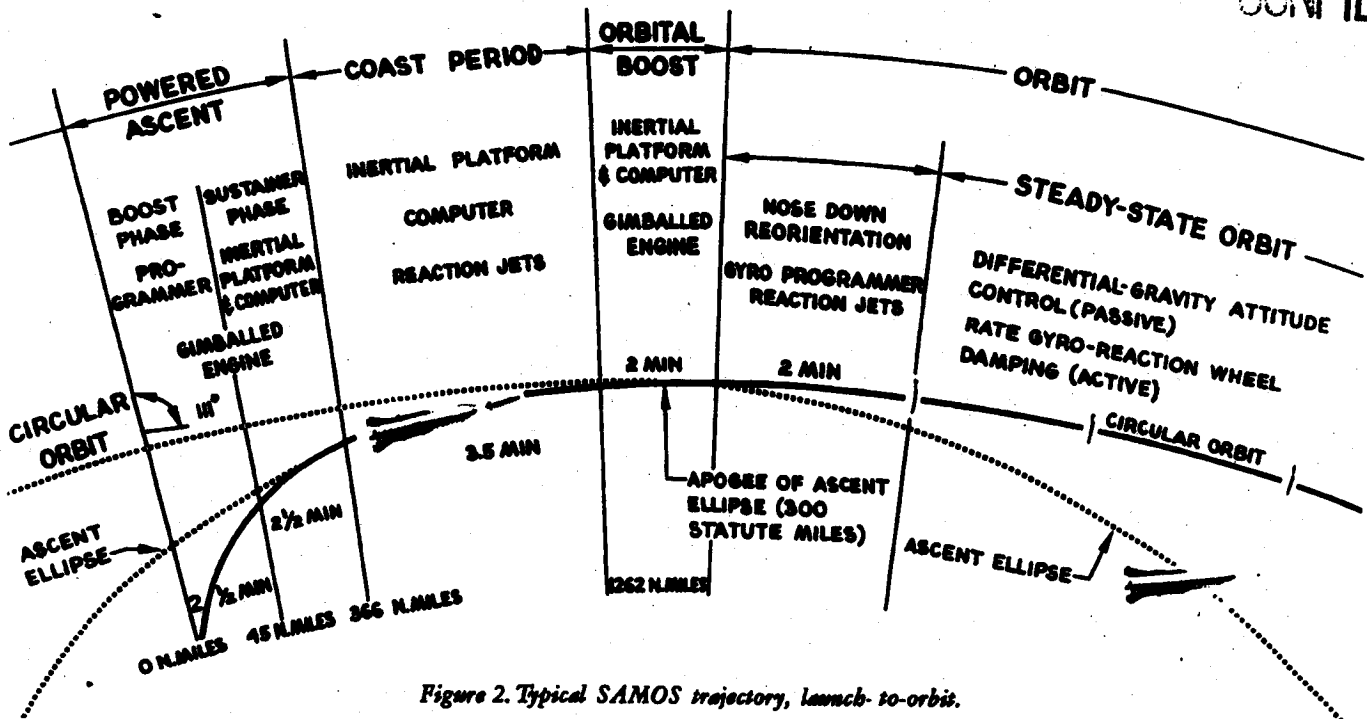 POWERED
ASCENT
COAST PERIOD
ORBITAL
BOOST
ORBIT
BOOST
PHASE
PRO-
GRAMMER
SUSTAINER
PHASE
INERTIAL
PLATFORM
& COMPUTER
GIMBALLED
ENGINE
INERTIAL PLATFORM
COMPUTER
REACTION JETS
INERTIAL
PLATFORM
& COMPUTER
GIMBALLED
ENGINE
NOSE DOWN
REORIENTATION
GYRO PROGRAMMER
REACTION JETS
STEADY-STATE ORBIT
DIFFERENTIAL-GRAVITY ATTITUDE
CONTROL (PASSIVE)
RATE GYRO-REACTION WHEEL
DAMPING (ACTIVE)
CIRCULAR
ORBIT
2 MIN
2 MIN
CIRCULAR ORBIT
3.5 MIN
APOGEE OF ASCENT
ELLIPSE (300
STATUTE MILES)
ASCENT
ELLIPSE
2½ MIN
2 ½ MIN
ASCENT ELLIPSE
0 N.MILES 45 N.MILES 366 N.MILES
1262 N.MILES
Figure 2. Typical SAMOS trajectory, launch- to-orbit.